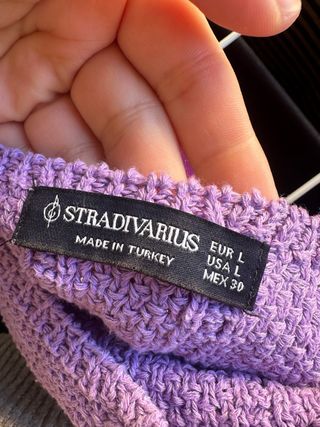 STRADIVARIUS
MADE IN TURKEY
EUR L
USA L
MEX 30